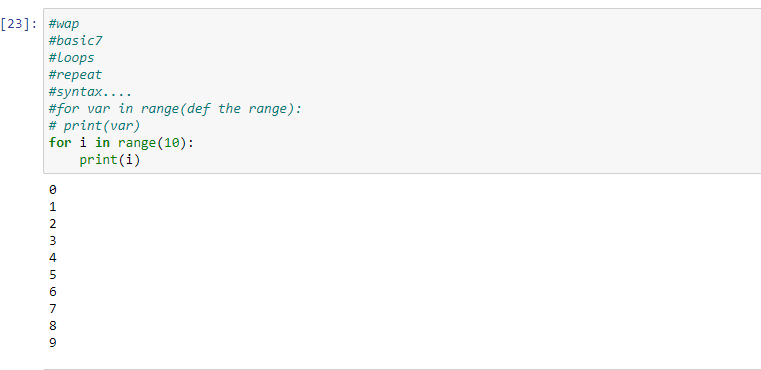 [23]: #wap
#basic7
#Loops
#repeat
#syntax....
#for var in range(def the range):
# print(var)
for i in range(10):
    print(i)
0
1
2
3
4
5
6
7
8
9